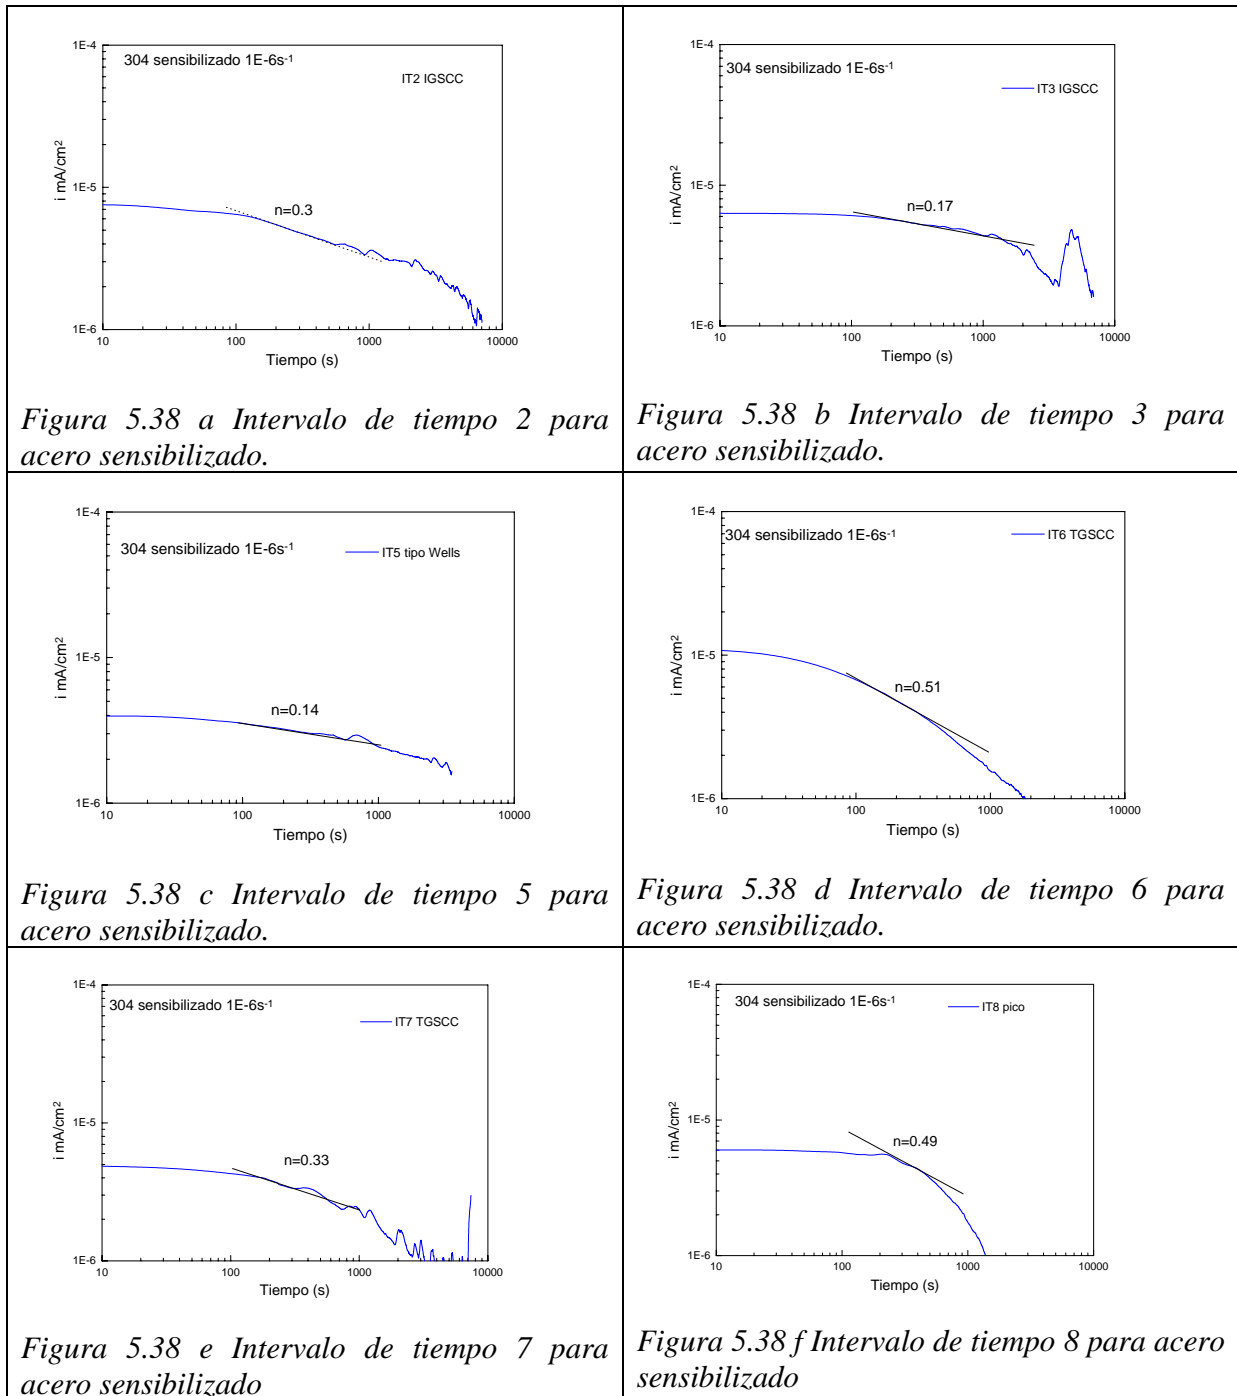 1E-4
304 sensibilizado 1E-6s-1
IT2 IGSCC
i mA/cm2
1E-5
n=0.3
1E-6
10 100 1000 10000
Tiempo (s)
Figura 5.38 a Intervalo de tiempo 2 para
acero sensibilizado.
1E-4
304 sensibilizado 1E-6s-1
IT3 IGSCC
i mA/cm2
1E-5
n=0.17
1E-6
10 100 1000 10000
Tiempo (s)
Figura 5.38 b Intervalo de tiempo 3 para
acero sensibilizado.
1E-4
304 sensibilizado 1E-6s-1
IT5 tipo Wells
i mA/cm2
1E-5
n=0.14
1E-6
10 100 1000 10000
Tiempo (s)
Figura 5.38 c Intervalo de tiempo 5 para
acero sensibilizado.
1E-4
304 sensibilizado 1E-6s-1
IT6 TGSCC
i mA/cm2
1E-5
n=0.51
1E-6
10 100 1000 10000
Tiempo (s)
Figura 5.38 d Intervalo de tiempo 6 para
acero sensibilizado.
1E-4
304 sensibilizado 1E-6s-1
IT7 TGSCC
i mA/cm2
1E-5
n=0.33
1E-6
10 100 1000 10000
Tiempo (s)
Figura 5.38 e Intervalo de tiempo 7 para
acero sensibilizado
1E-4
304 sensibilizado 1E-6s-1
IT8 pico
i mA/cm2
1E-5
n=0.49
1E-6
10 100 1000 10000
Tiempo (s)
Figura 5.38 f Intervalo de tiempo 8 para acero
sensibilizado